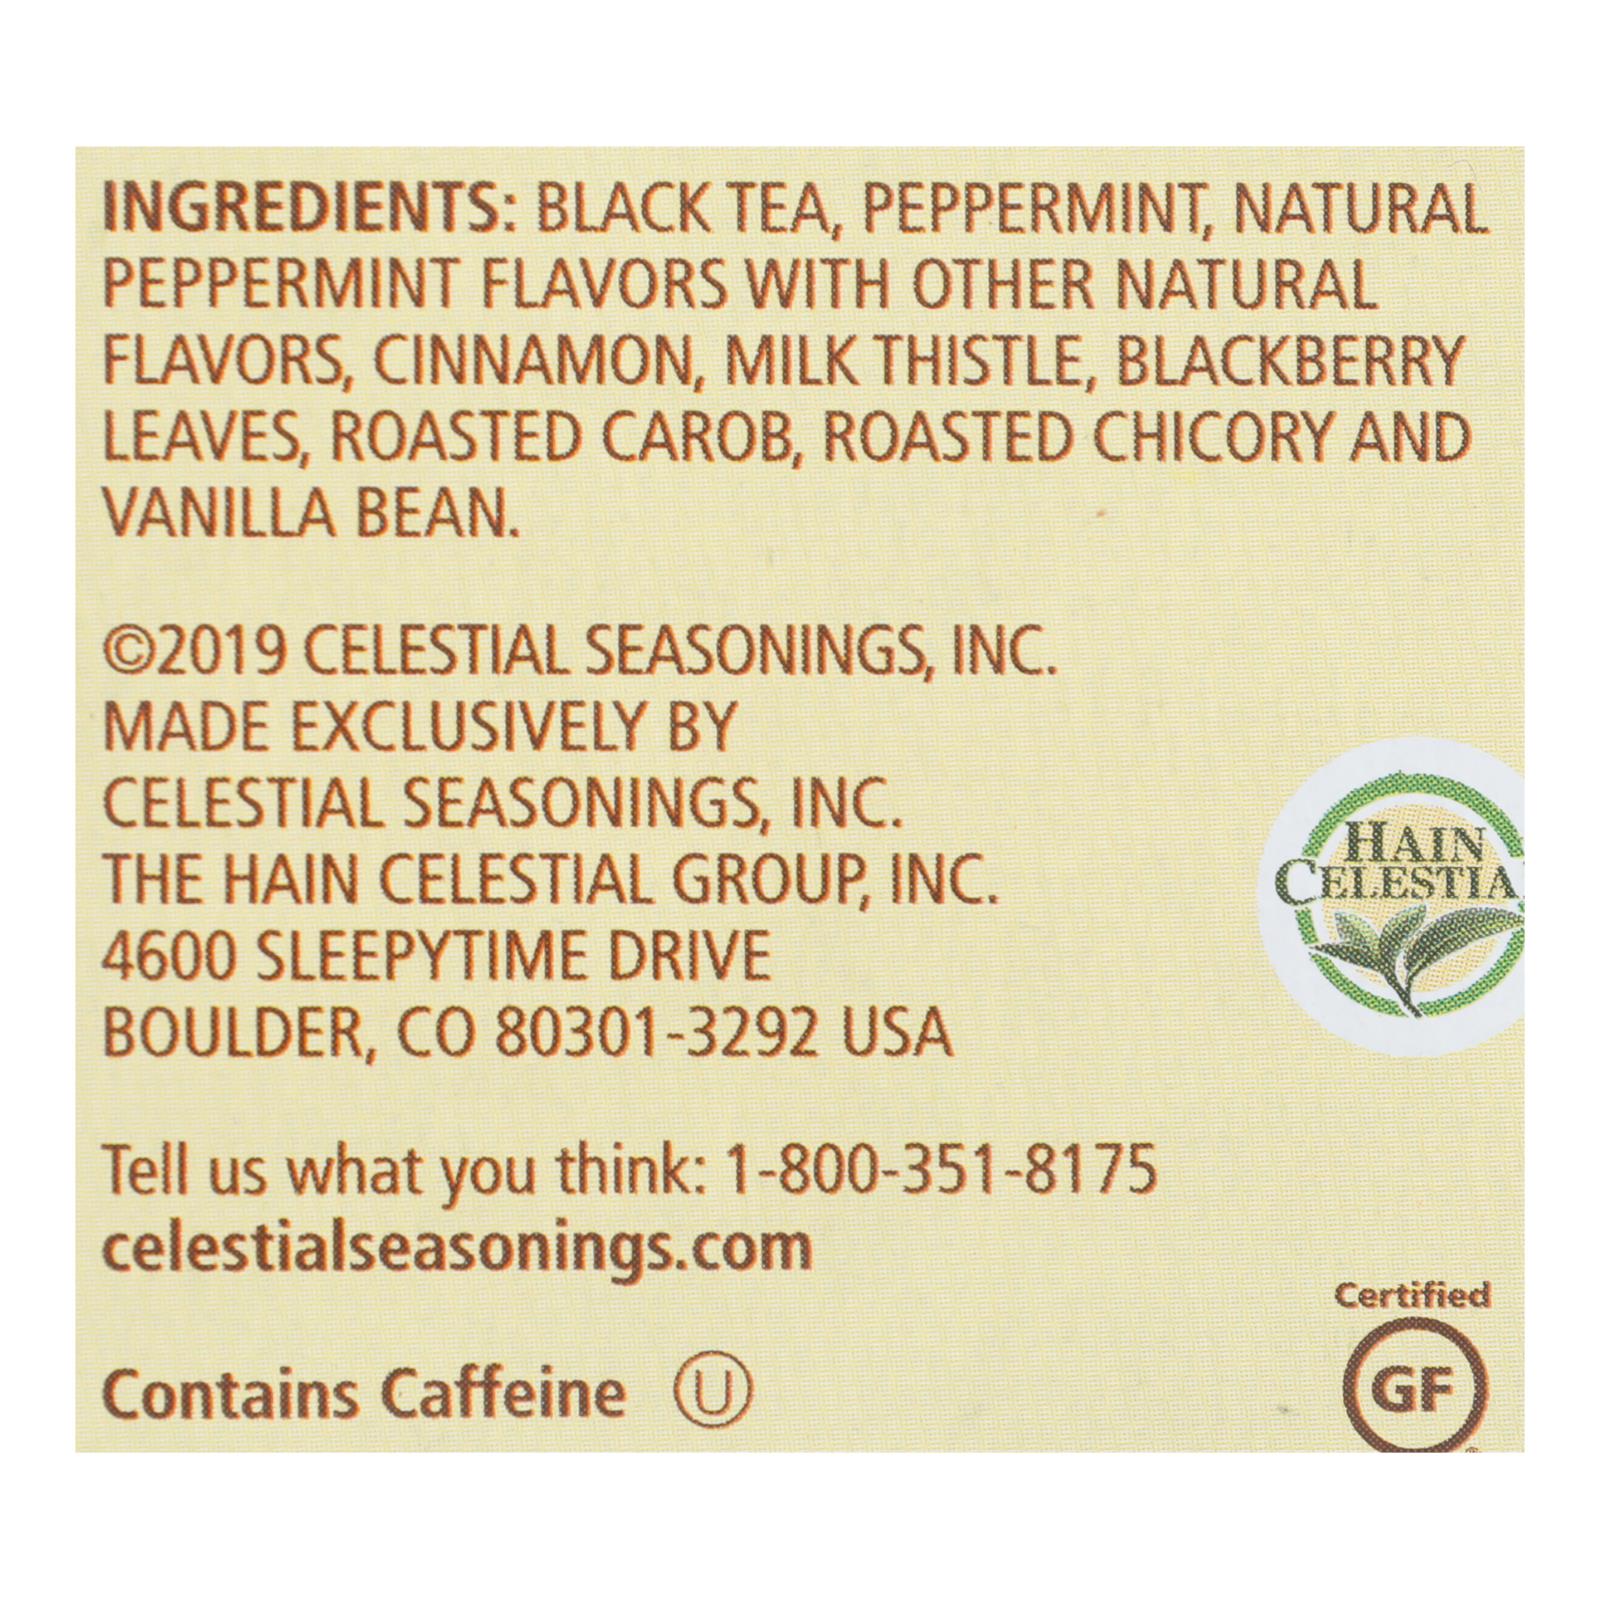 INGREDIENTS: BLACK TEA, PEPPERMINT, NATURAL
PEPPERMINT FLAVORS WITH OTHER NATURAL
FLAVORS, CINNAMON, MILK THISTLE, BLACKBERRY
LEAVES, ROASTED CAROB, ROASTED CHICORY AND
VANILLA BEAN.
©2019 CELESTIAL SEASONINGS, INC.
MADE EXCLUSIVELY BY
CELESTIAL SEASONINGS, INC.
THE HAIN CELESTIAL GROUP, INC.
4600 SLEEPYTIME DRIVE
BOULDER, CO 80301-3292 USA
HAIN
CELESTIA
Tell us what you think: 1-800-351-8175
celestialseasonings.com
Certified
GF
Contains Caffeine U